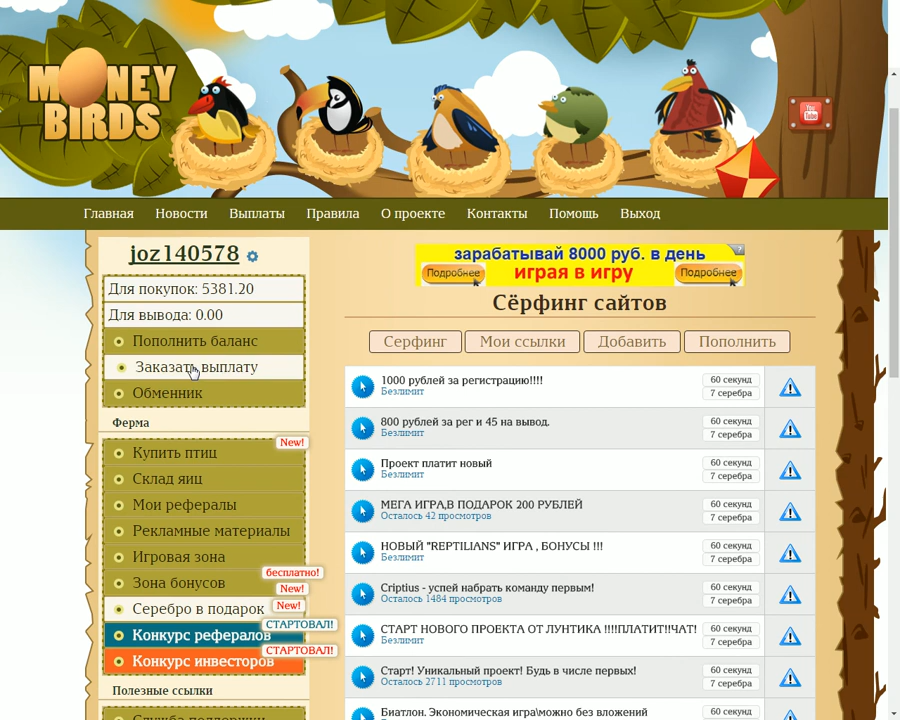 MONEY
BIRDS
You
Tube
Главная Новости Выплаты Правила О проекте Контакты Помощь Выход
joz140578
Для покупок: 5381.20
Для вывода: 0.00
Пополнить баланс
Заказать выплату
Обменник
Ферма
New!
Купить птиц
Склад яиц
Мои рефералы
Рекламные материалы
Игровая зона
бесплатно!
Зона бонусов
New!
Серебро в подарок
New!
СТАРТОВАЛ!
Конкурс рефералов
СТАРТОВАЛ!
Конкурс инвесторов
Полезные ссылки
Служба поддержки
зарабатывай 8000 руб. в день
?
Подробнее играя в игру Подробнее
Сёрфинг сайтов
Серфинг Мои ссылки Добавить Пополнить
1000 рублей за регистрацию!!!! 60 секунд
Безлимит 7 серебра
800 рублей за рег и 45 на вывод. 60 секунд
Безлимит 7 серебра
Проект платит новый 60 секунд
Безлимит 7 серебра
МЕГА ИГРА,В ПОДАРОК 200 РУБЛЕЙ 60 секунд
Осталось 42 просмотров 7 серебра
НОВЫЙ "REPTILIANS" ИГРА , БОНУСЫ !!! 60 секунд
Безлимит 7 серебра
Criptius - успей набрать команду первым! 60 секунд
Осталось 1484 просмотров 7 серебра
СТАРТ НОВОГО ПРОЕКТА ОТ ЛУНТИКА !!!!ПЛАТИТ!!ЧАТ! 60 секунд
Безлимит 7 серебра
Старт! Уникальный проект! Будь в числе первых! 60 секунд
Осталось 2711 просмотров 7 серебра
Биатлон. Экономическая игра\можно без вложений 60 секунд